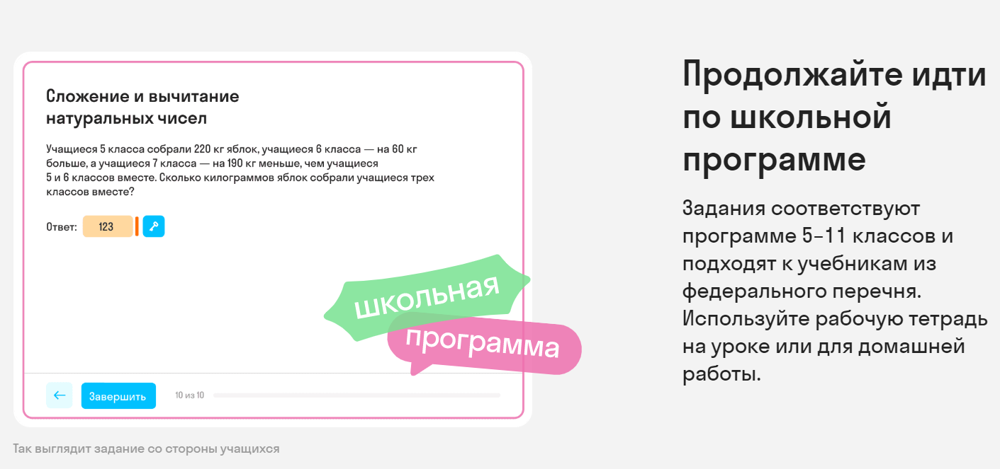 Сложение и вычитание
натуральных чисел
Учащиеся 5 класса собрали 220 кг яблок, учащиеся 6 класса — на 60 кг
больше, а учащиеся 7 класса — на 190 кг меньше, чем учащиеся
5 и 6 классов вместе. Сколько килограммов яблок собрали учащиеся трех
классов вместе?
Ответ: 123
школьная
программа
Завершить 10 из 10
Так выглядит задание со стороны учащихся
Продолжайте идти
по школьной
программе
Задания соответствуют
программе 5–11 классов и
подходят к учебникам из
федерального перечня.
Используйте рабочую тетрадь
на уроке или для домашней
работы.